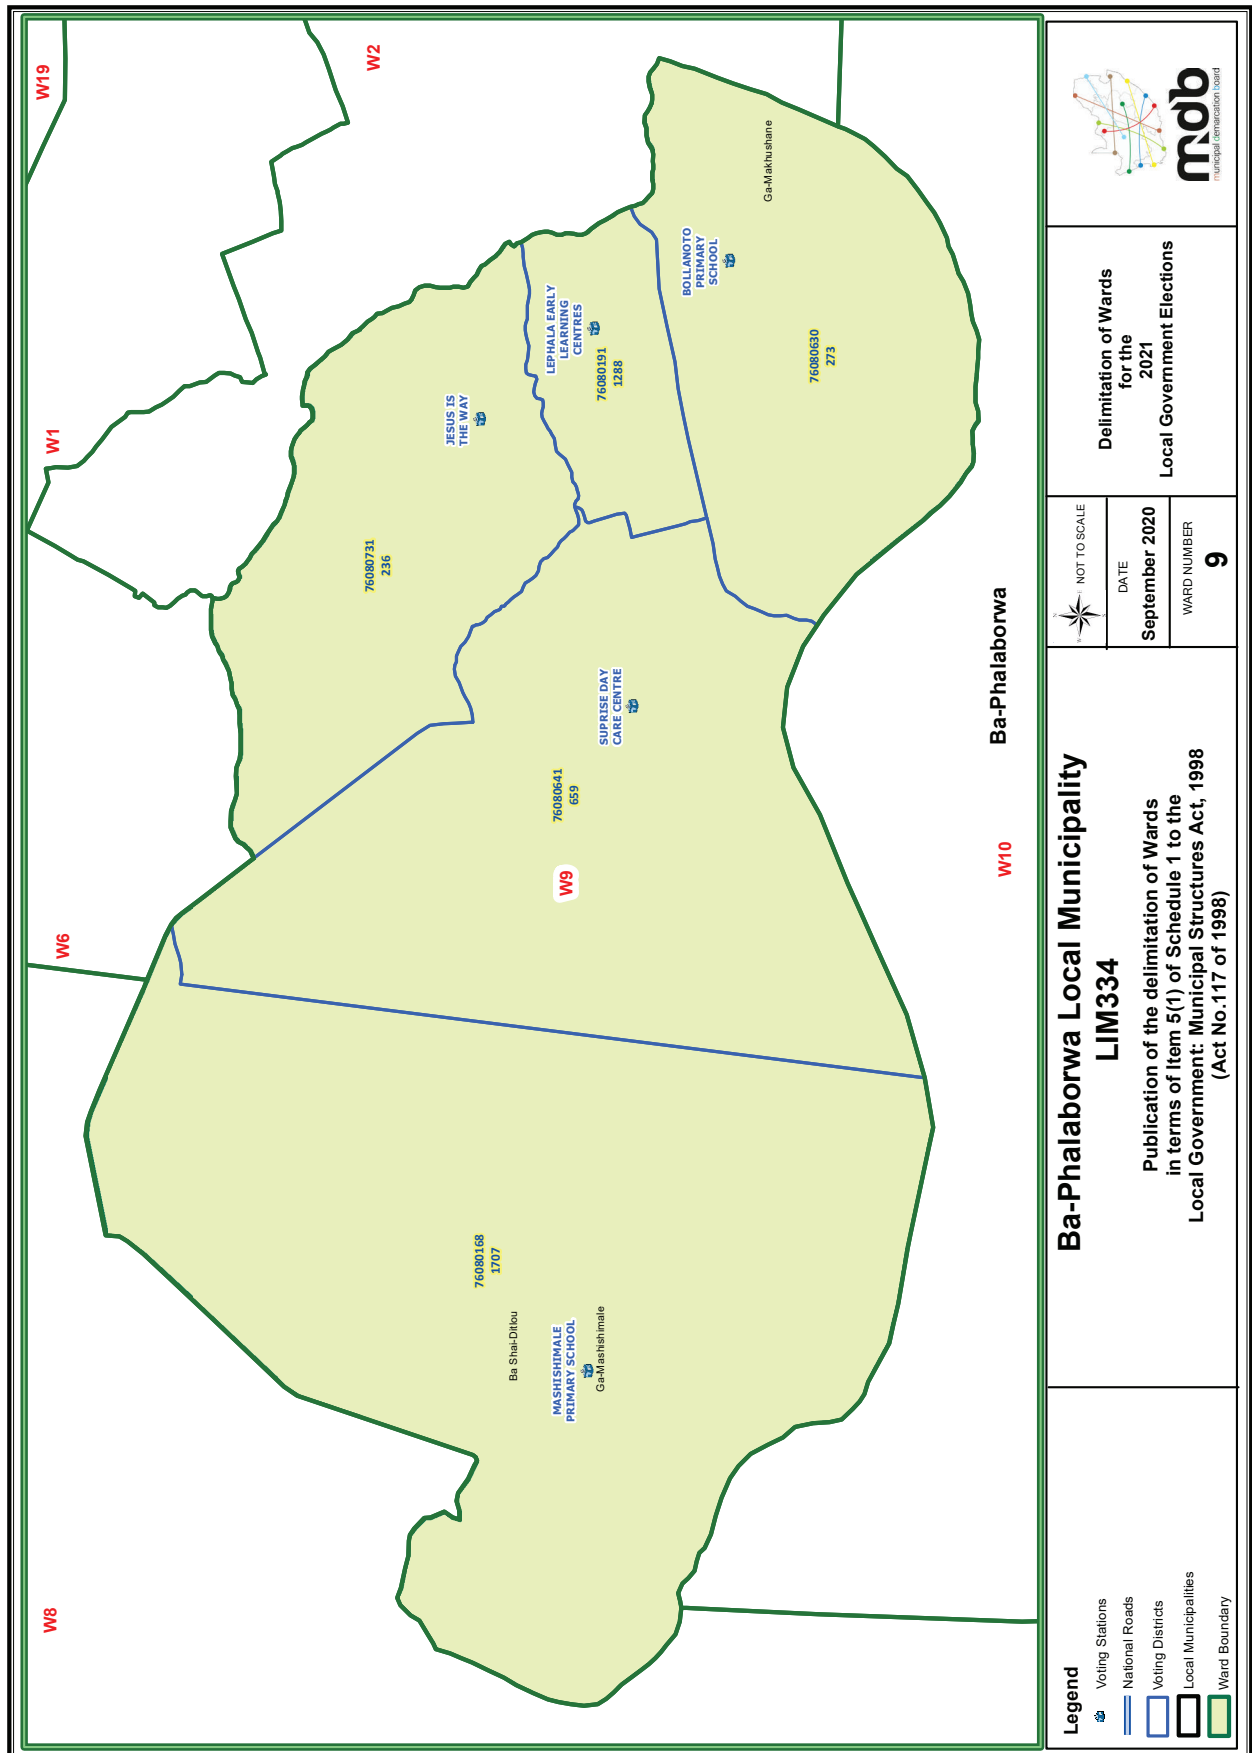 W8
W6
W1
W19
W2
W9
W10
Ba-Phalaborwa
JESUS IS
THE WAY
76080731
236
LEPHALA EARLY
LEARNING
CENTRES
76080191
1288
BOLLANOTO
PRIMARY
SCHOOL
76080630
273
Ga-Makhushane
SUPRISE DAY
CARE CENTRE
76080641
659
76080168
1707
Ba Shai-Ditlou
MASHISHIMALE
PRIMARY SCHOOL
Ga-Mashishimale
Legend
Voting Stations
National Roads
Voting Districts
Local Municipalities
Ward Boundary
Ba-Phalaborwa Local Municipality
LIM334
Publication of the delimitation of Wards
in terms of Item 5(1) of Schedule 1 to the
Local Government: Municipal Structures Act, 1998
(Act No.117 of 1998)
NOT TO SCALE
DATE
September 2020
WARD NUMBER
9
Delimitation of Wards
for the
2021
Local Government Elections
mdb
municipal demarcation board